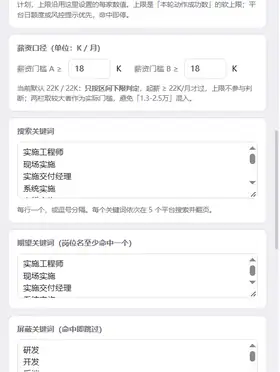 计划，上限沿用这里设置的每家数值。上限是「本轮动作成功数」的软上限；平
台日额度或风控提示优先，命中即停。
薪资口径（单位：K / 月）
薪资门槛 A ≥ 18 K 薪资门槛 B ≥ 18 K
当前默认 22K / 22K：只按区间下限判定，起薪 ≥ 22K/月才过，上限不参与判
断；两栏取较大者作为实际门槛，避免「1.3-2.5万」混入。
搜索关键词
实施工程师
现场实施
实施交付经理
系统实施
每行一个，或逗号分隔。每个关键词依次在 5 个平台搜索并翻页。
期望关键词（岗位名至少命中一个）
实施工程师
现场实施
实施交付经理
屏蔽关键词（命中即跳过）
研发
开发